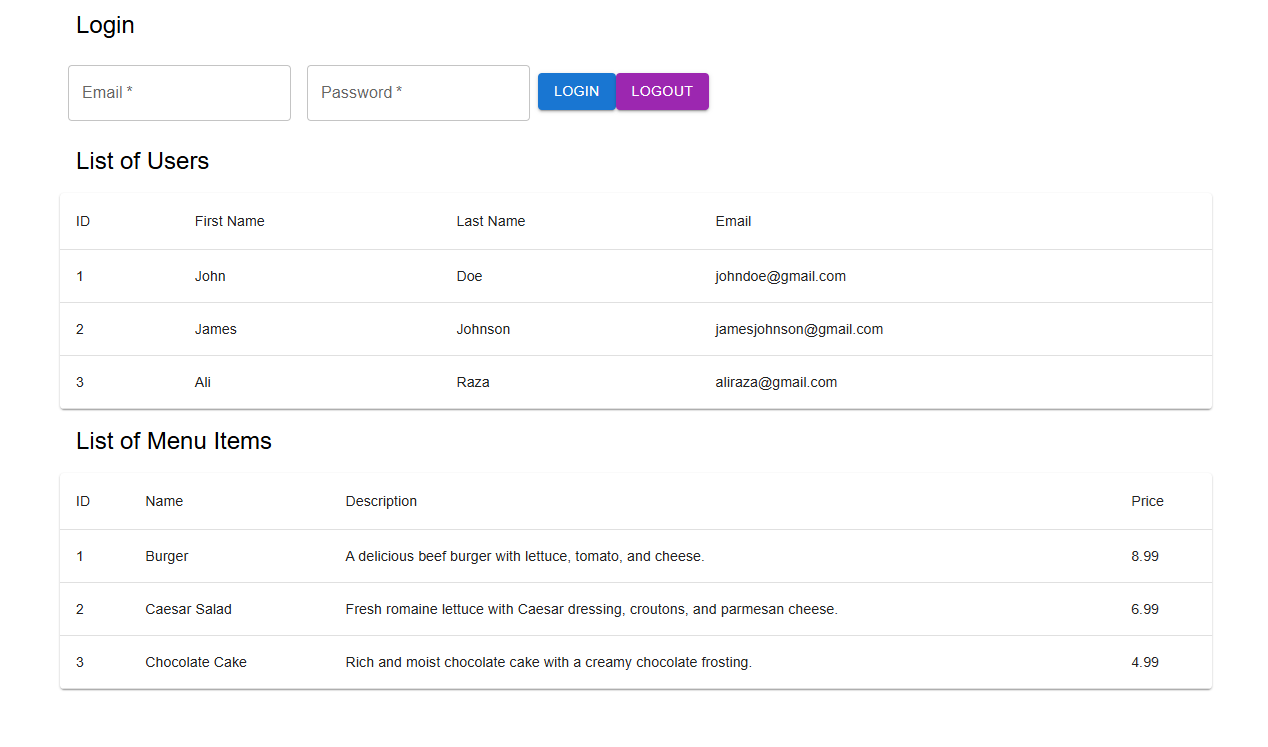 Login
Email * Password * LOGIN LOGOUT
List of Users
ID First Name Last Name Email
1 John Doe johndoe@gmail.com
2 James Johnson jamesjohnson@gmail.com
3 Ali Raza aliraza@gmail.com
List of Menu Items
ID Name Description Price
1 Burger A delicious beef burger with lettuce, tomato, and cheese. 8.99
2 Caesar Salad Fresh romaine lettuce with Caesar dressing, croutons, and parmesan cheese. 6.99
3 Chocolate Cake Rich and moist chocolate cake with a creamy chocolate frosting. 4.99